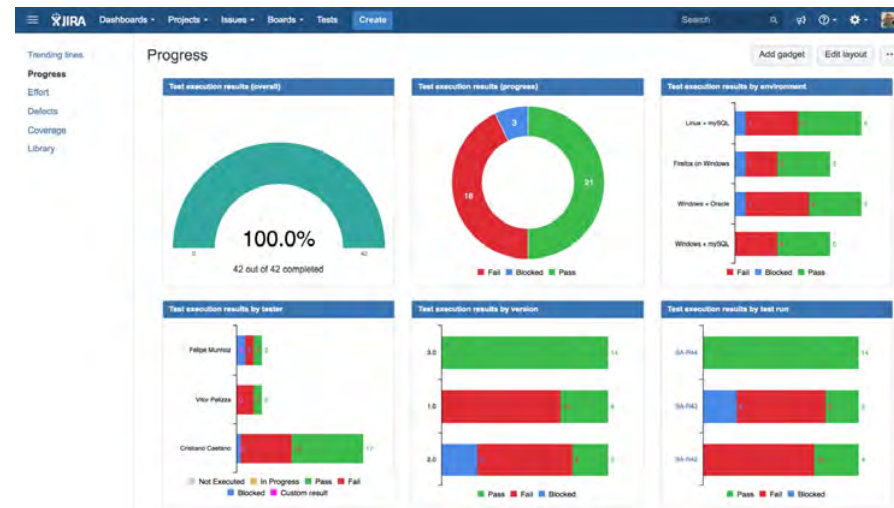 JIRA Dashboards Projects Issues Boards Tests Create Search
Trending lines
Progress
Effort
Defects
Coverage
Library
Progress
Add gadget Edit layout
Test execution results (overall)
100.0%
0 42
42 out of 42 completed
Test execution results (progress)
3
18
21
Fail Blocked Pass
Test execution results by environment
Linux + mySQL
Firefox on Windows
Windows + Oracle
Windows + mySQL
Fail Blocked Pass
Test execution results by tester
Felipe Munhoz
Vitor Pelizza
Cristiano Caetano
17
Not Executed In Progress Pass Fail
Blocked Custom result
Test execution results by version
3.0 14
1.0
2.0
Pass Fail Blocked
Test execution results by test run
SA-R44 14
SA-R43
SA-R42 4
Pass Fail Blocked